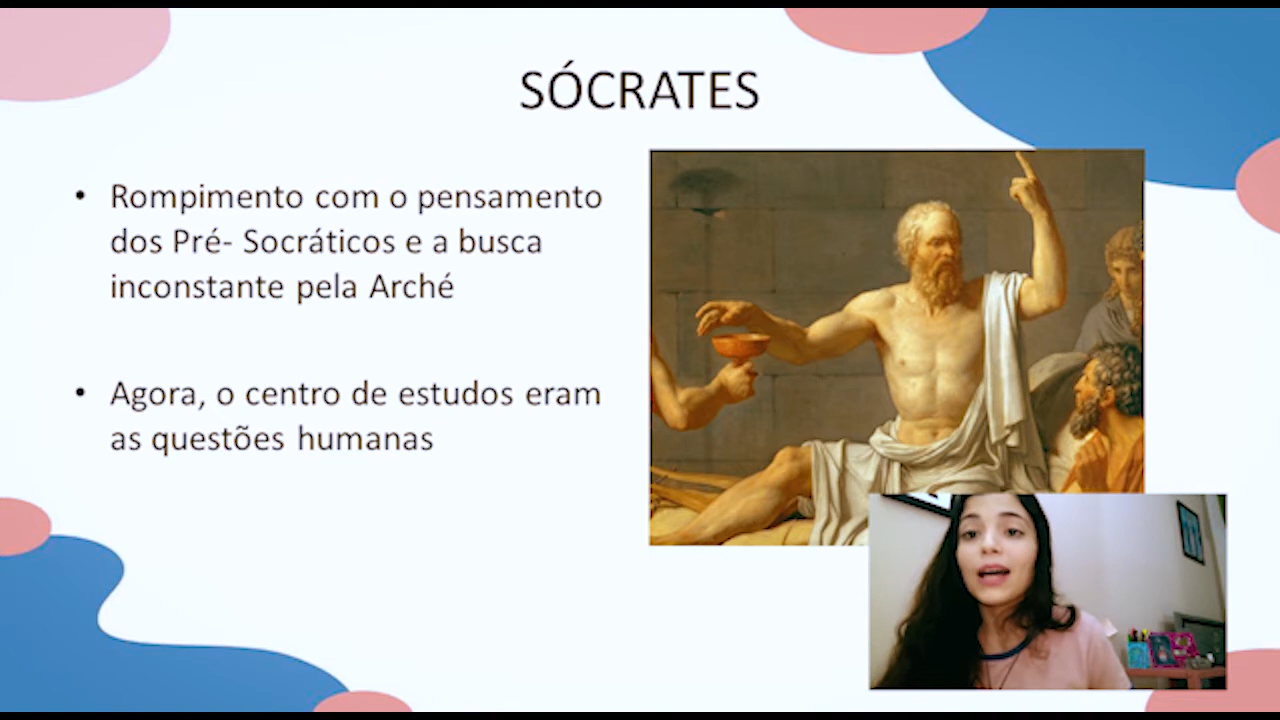 SÓCRATES
• Rompimento com o pensamento
dos Pré- Socráticos e a busca
inconstante pela Arché
• Agora, o centro de estudos eram
as questões humanas